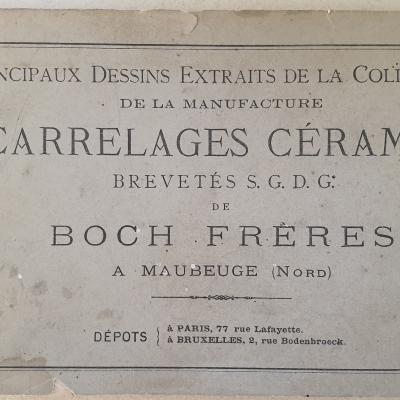 NCIPAUX DESSINS EXTRAITS DE LA COL
DE LA MANUFACTURE
CARRELAGES CÉRAM
BREVETÉS S. G. D. G.
DE
BOCH FRÈRES
A MAUBEUGE (NORD)
DÉPOTS { à PARIS, 77 rue Lafayette.
à BRUXELLES, 2, rue Bodenbroeck.